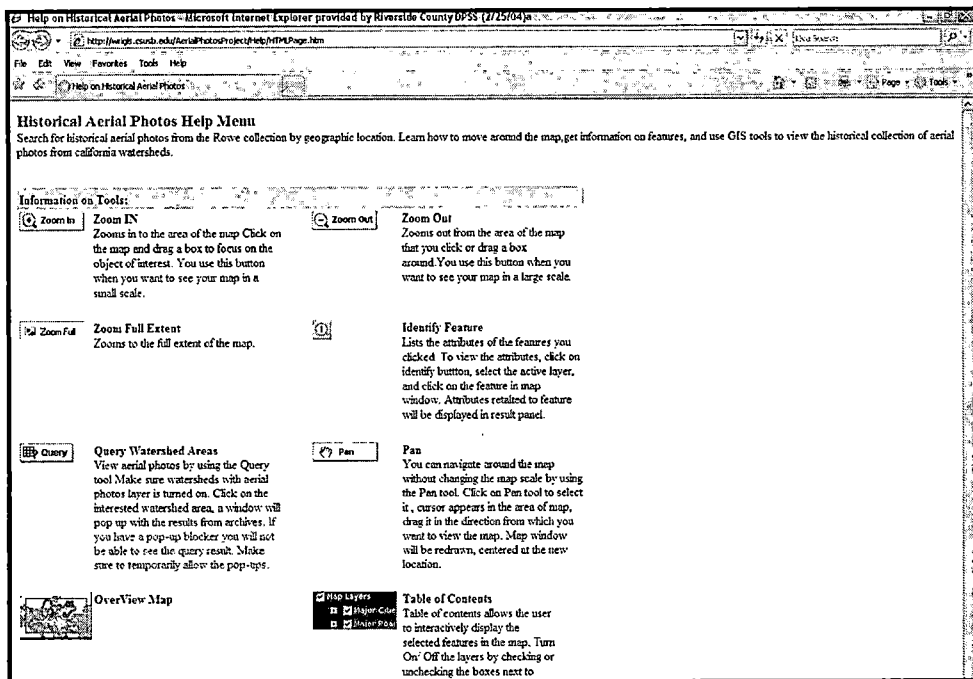 Help on Historical Aerial Photos - Microsoft Internet Explorer provided by Riverside County DPSS (2/25/04)a
http://wrigis.csusb.edu/AerialPhotosProject/Help/HTMLPage.htm
Live Search
File Edit View Favorites Tools Help
Help on Historical Aerial Photos
Page Tools
Historical Aerial Photos Help Menu
Search for historical aerial photos from the Rowe collection by geographic location. Learn how to move around the map,get information on features, and use GIS tools to view the historical collection of aerial
photos from california watersheds.
Information on Tools:
Zoom In
Zoom IN
Zooms in to the area of the map Click on
the map and drag a box to focus on the
object of interest. You use this button
when you want to see your map in a
small scale.
Zoom Out
Zoom Out
Zooms out from the area of the map
that you click or drag a box
around.You use this button when you
want to see your map in a large scale.
Zoom Full
Zoom Full Extent
Zooms to the full extent of the map.
Identify Feature
Lists the attributes of the features you
clicked. To view the attributes, click on
identify buttton, select the active layer,
and click on the feature in map
window. Attributes retalted to feature
will be displayed in result panel.
Query
Query Watershed Areas
View aerial photos by using the Query
tool Make sure watersheds with aerial
photos layer is turned on. Click on the
interested watershed area, a window will
pop up with the results from archives. If
you have a pop-up blocker you will not
be able to see the query result. Make
sure to temporarily allow the pop-ups.
Pan
Pan
You can navigate around the map
without changing the map scale by using
the Pan tool. Click on Pan tool to select
it , cursor appears in the area of map,
drag it in the direction from which you
want to view the map. Map window
will be redrawn, centered at the new
location.
OverView Map
Map Layers
Major Citie
Major Road
Table of Contents
Table of contents allows the user
to interactively display the
selected features in the map. Turn
On/ Off the layers by checking or
unchecking the boxes next to